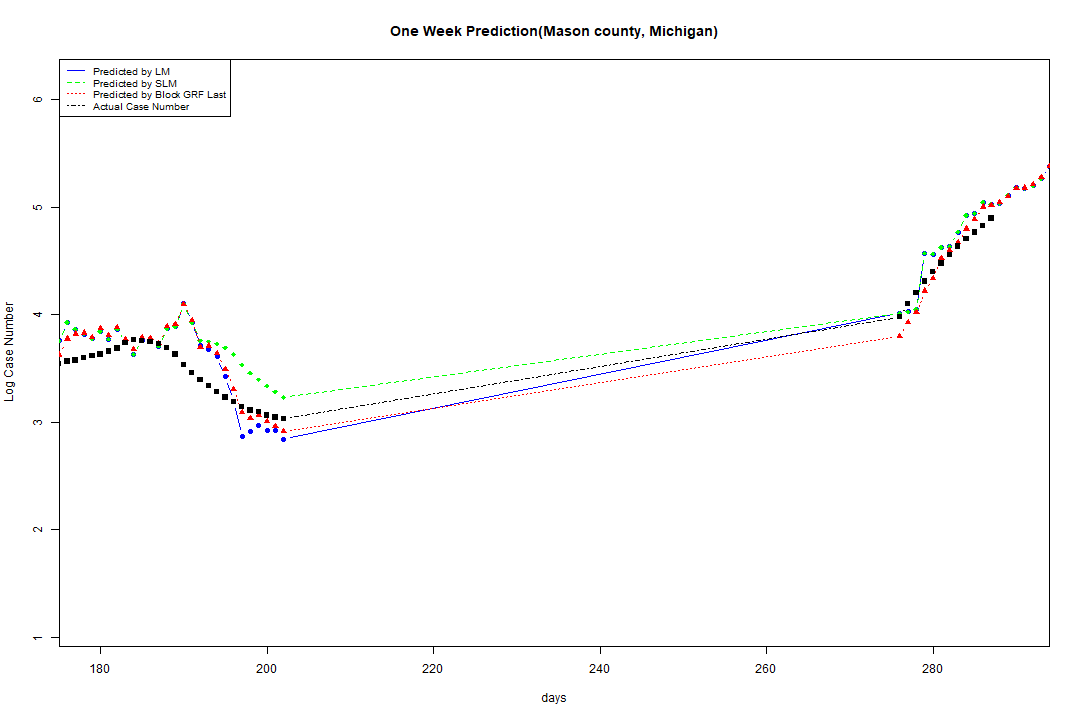 One Week Prediction(Mason county, Michigan)
Predicted by LM
Predicted by SLM
Predicted by Block GRF Last
Actual Case Number
6
5
4
3
2
1
Log Case Number
180 200 220 240 260 280
days